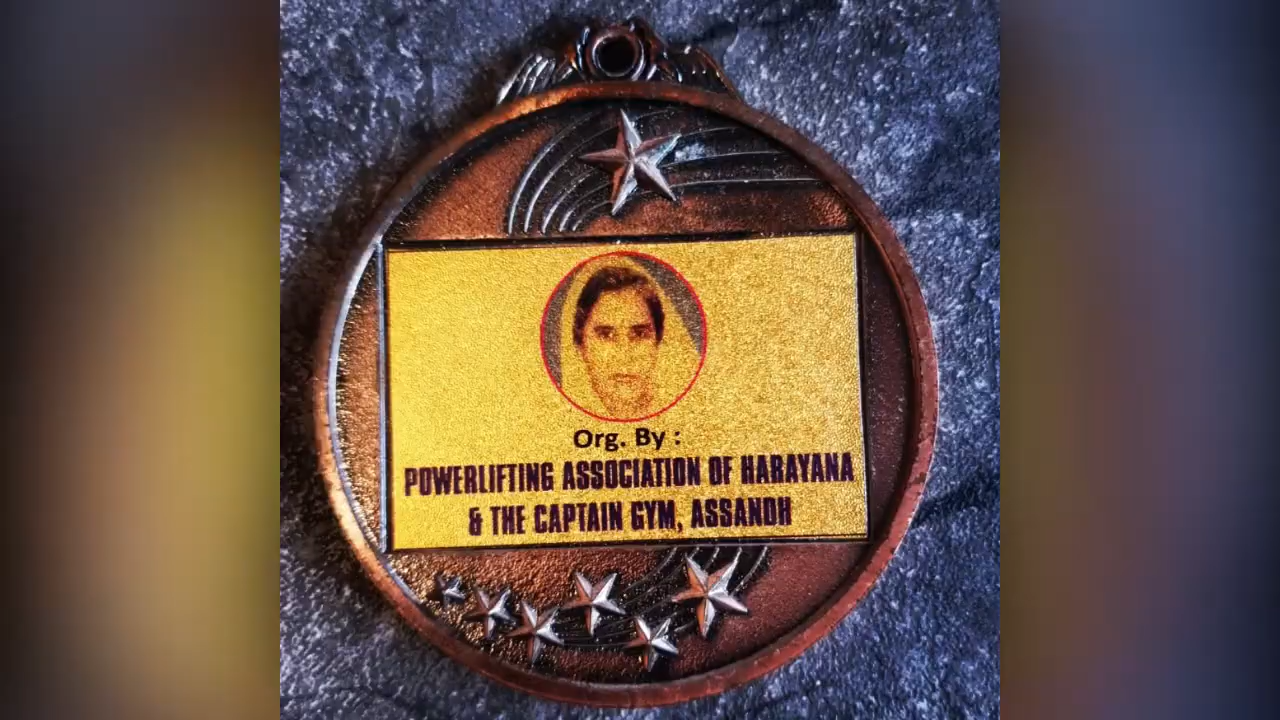 Org. By :
POWERLIFTING ASSOCIATION OF HARAYANA
& THE CAPTAIN GYM, ASSANDH